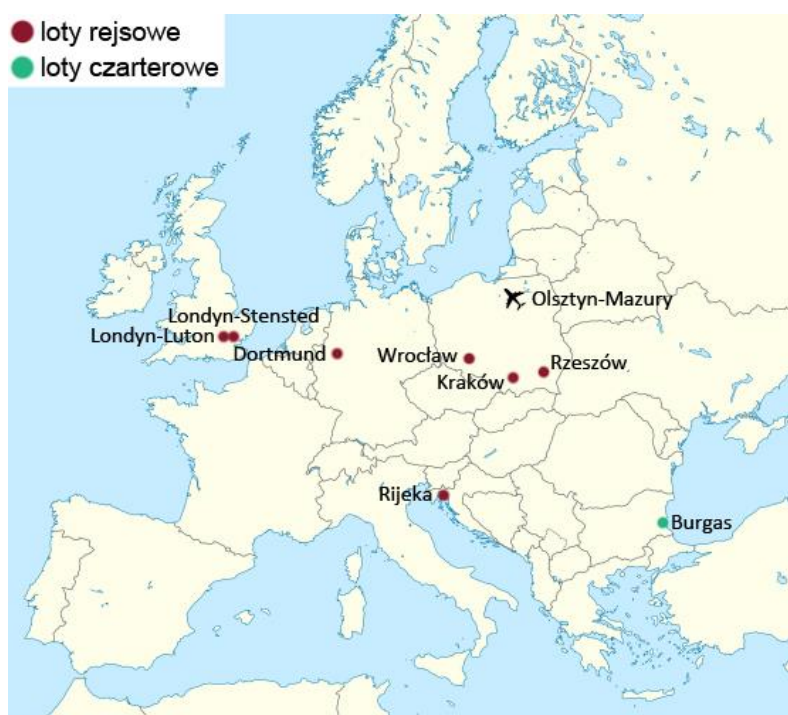 loty rejsowe
loty czarterowe
Olsztyn-Mazury
Londyn-Stensted
Londyn-Luton
Dortmund
Wrocław
Rzeszów
Kraków
Rijeka
Burgas